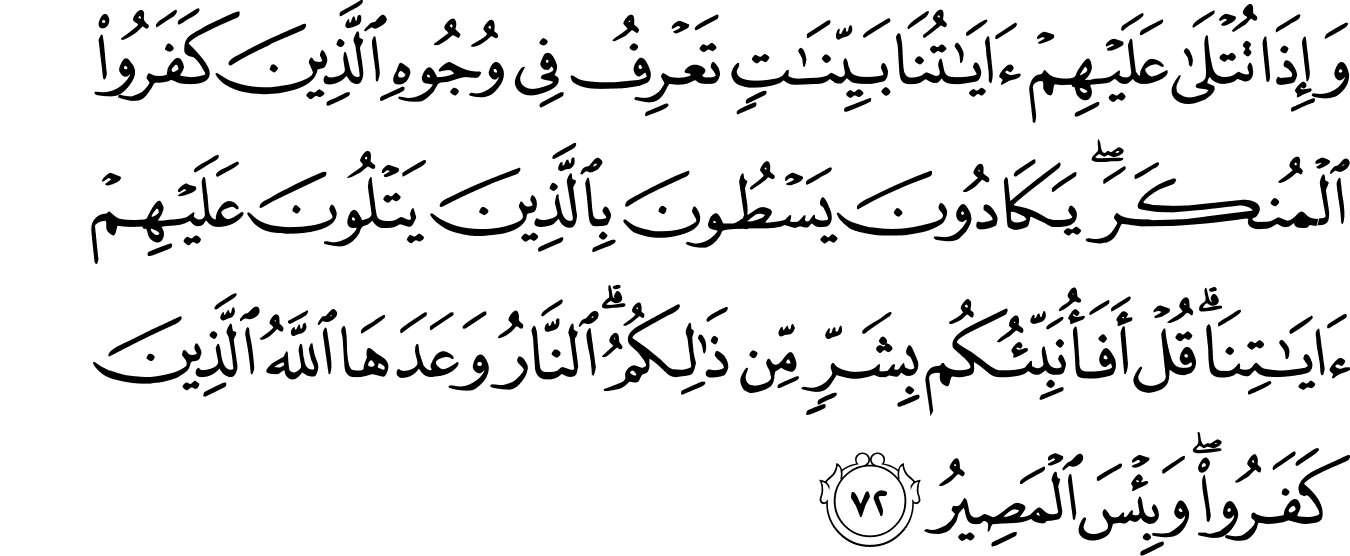 وَإِذَا تُتۡلَىٰ عَلَيۡهِمۡ ءَايَٰتُنَا بَيِّنَٰتٖ تَعۡرِفُ فِي وُجُوهِ ٱلَّذِينَ كَفَرُواْ
ٱلۡمُنكَرَۖ يَكَادُونَ يَسۡطُونَ بِٱلَّذِينَ يَتۡلُونَ عَلَيۡهِمۡ
ءَايَٰتِنَاۗ قُلۡ أَفَأُنَبِّئُكُم بِشَرّٖ مِّن ذَٰلِكُمُۗ ٱلنَّارُ وَعَدَهَا ٱللَّهُ ٱلَّذِينَ
كَفَرُواْۖ وَبِئۡسَ ٱلۡمَصِيرُ ٧٢